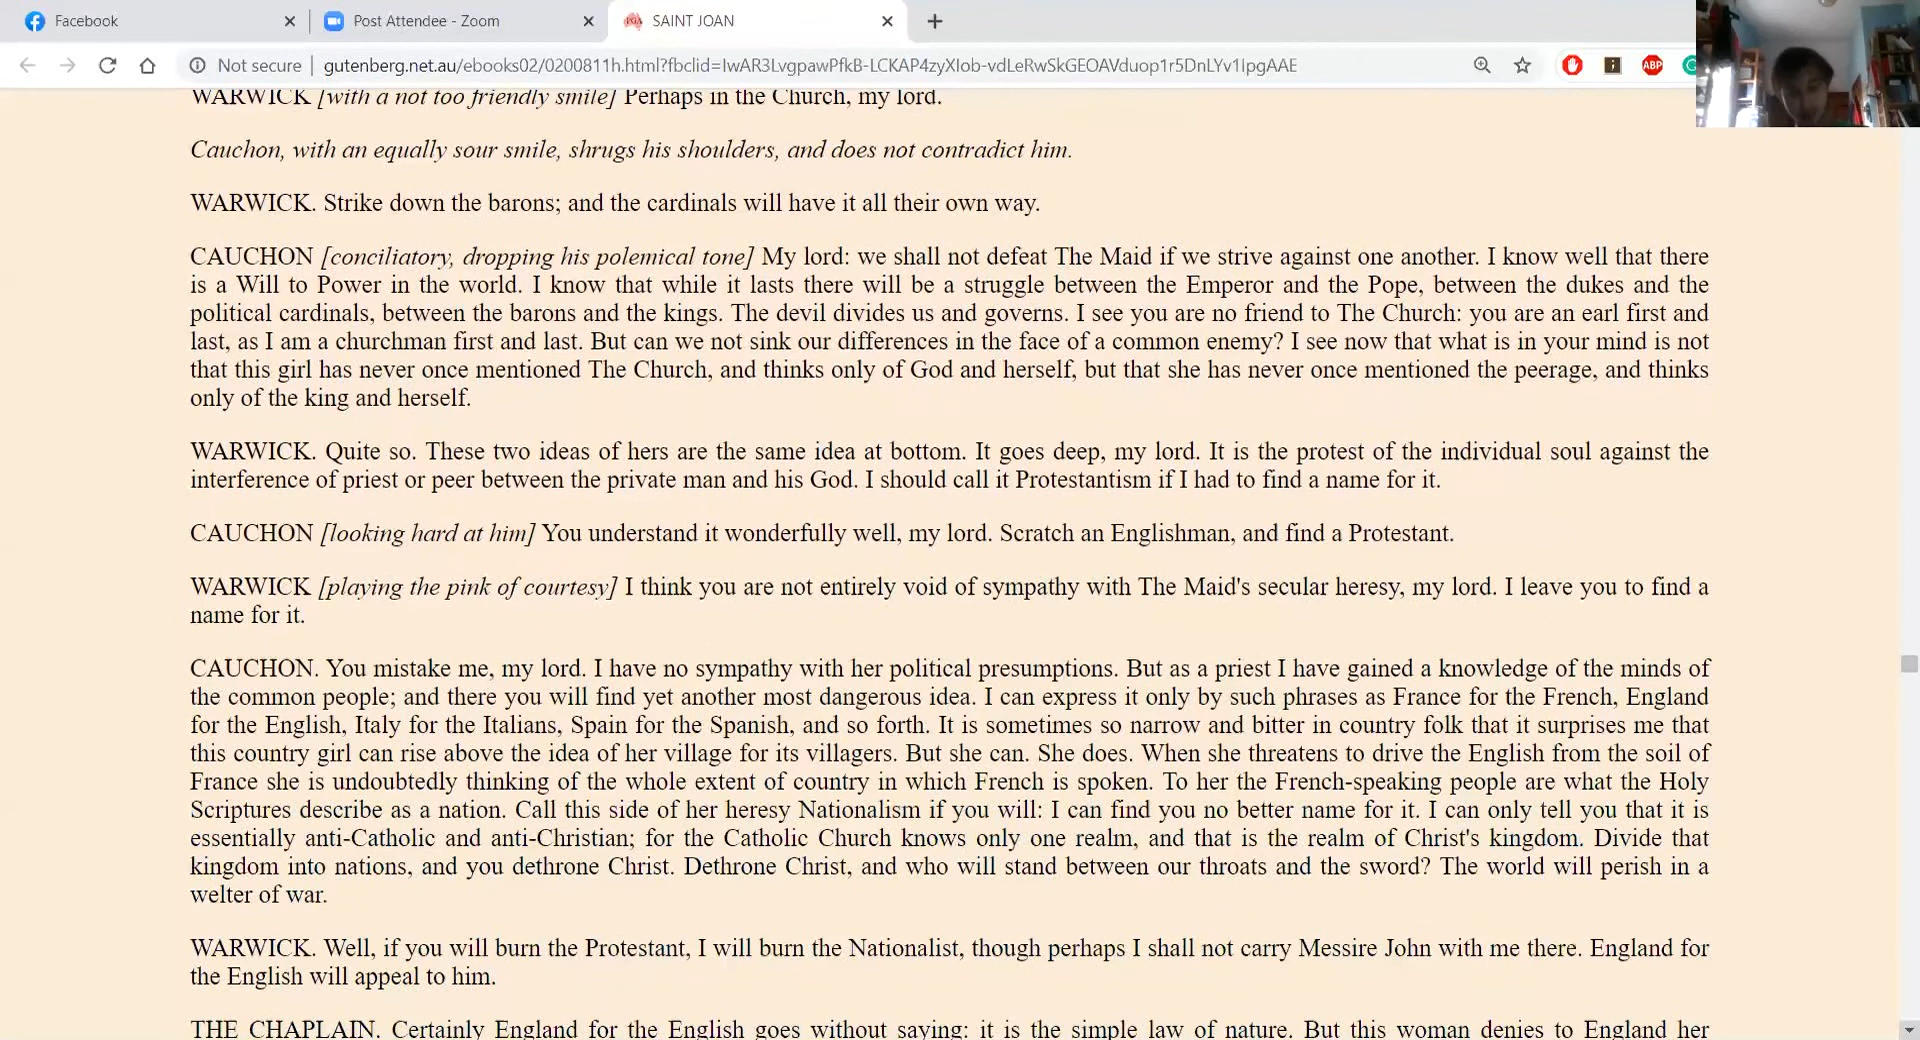 Facebook
Post Attendee - Zoom
SAINT JOAN
Not secure
gutenberg.net.au/ebooks02/0200811h.html?fbclid=IwAR3LvgpawPfkB-LCKAP4zyXIob-vdLeRwSkGEOAVduop1r5DnLYv1IpgAAE
ABP
WARWICK [with a not too friendly smile] Perhaps in the Church, my lord.
Cauchon, with an equally sour smile, shrugs his shoulders, and does not contradict him.
WARWICK. Strike down the barons; and the cardinals will have it all their own way.
CAUCHON [conciliatory, dropping his polemical tone] My lord: we shall not defeat The Maid if we strive against one another. I know well that there
is a Will to Power in the world. I know that while it lasts there will be a struggle between the Emperor and the Pope, between the dukes and the
political cardinals, between the barons and the kings. The devil divides us and governs. I see you are no friend to The Church: you are an earl first and
last, as I am a churchman first and last. But can we not sink our differences in the face of a common enemy? I see now that what is in your mind is not
that this girl has never once mentioned The Church, and thinks only of God and herself, but that she has never once mentioned the peerage, and thinks
only of the king and herself.
WARWICK. Quite so. These two ideas of hers are the same idea at bottom. It goes deep, my lord. It is the protest of the individual soul against the
interference of priest or peer between the private man and his God. I should call it Protestantism if I had to find a name for it.
CAUCHON [looking hard at him] You understand it wonderfully well, my lord. Scratch an Englishman, and find a Protestant.
WARWICK [playing the pink of courtesy] I think you are not entirely void of sympathy with The Maid's secular heresy, my lord. I leave you to find a
name for it.
CAUCHON. You mistake me, my lord. I have no sympathy with her political presumptions. But as a priest I have gained a knowledge of the minds of
the common people; and there you will find yet another most dangerous idea. I can express it only by such phrases as France for the French, England
for the English, Italy for the Italians, Spain for the Spanish, and so forth. It is sometimes so narrow and bitter in country folk that it surprises me that
this country girl can rise above the idea of her village for its villagers. But she can. She does. When she threatens to drive the English from the soil of
France she is undoubtedly thinking of the whole extent of country in which French is spoken. To her the French-speaking people are what the Holy
Scriptures describe as a nation. Call this side of her heresy Nationalism if you will: I can find you no better name for it. I can only tell you that it is
essentially anti-Catholic and anti-Christian; for the Catholic Church knows only one realm, and that is the realm of Christ's kingdom. Divide that
kingdom into nations, and you dethrone Christ. Dethrone Christ, and who will stand between our throats and the sword? The world will perish in a
welter of war.
WARWICK. Well, if you will burn the Protestant, I will burn the Nationalist, though perhaps I shall not carry Messire John with me there. England for
the English will appeal to him.
THE CHAPLAIN. Certainly England for the English goes without saying: it is the simple law of nature. But this woman denies to England her